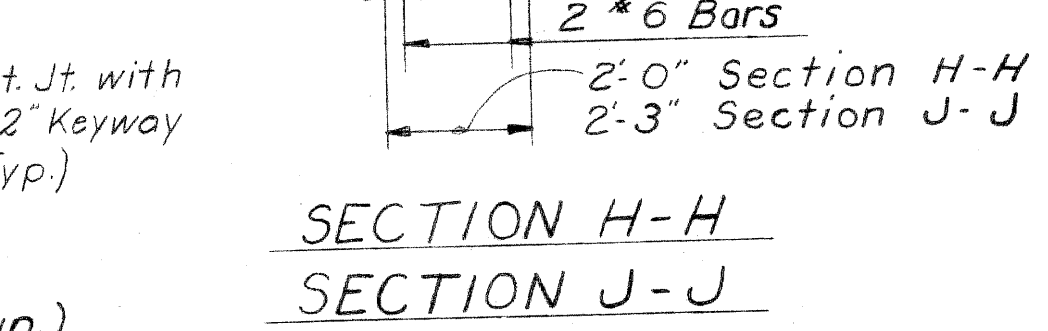 2 #6 Bars
t. Jt. with
2'-0" Section H-H
2" Keyway
2'-3" Section J-J
yp.)
SECTION H-H
SECTION J-J